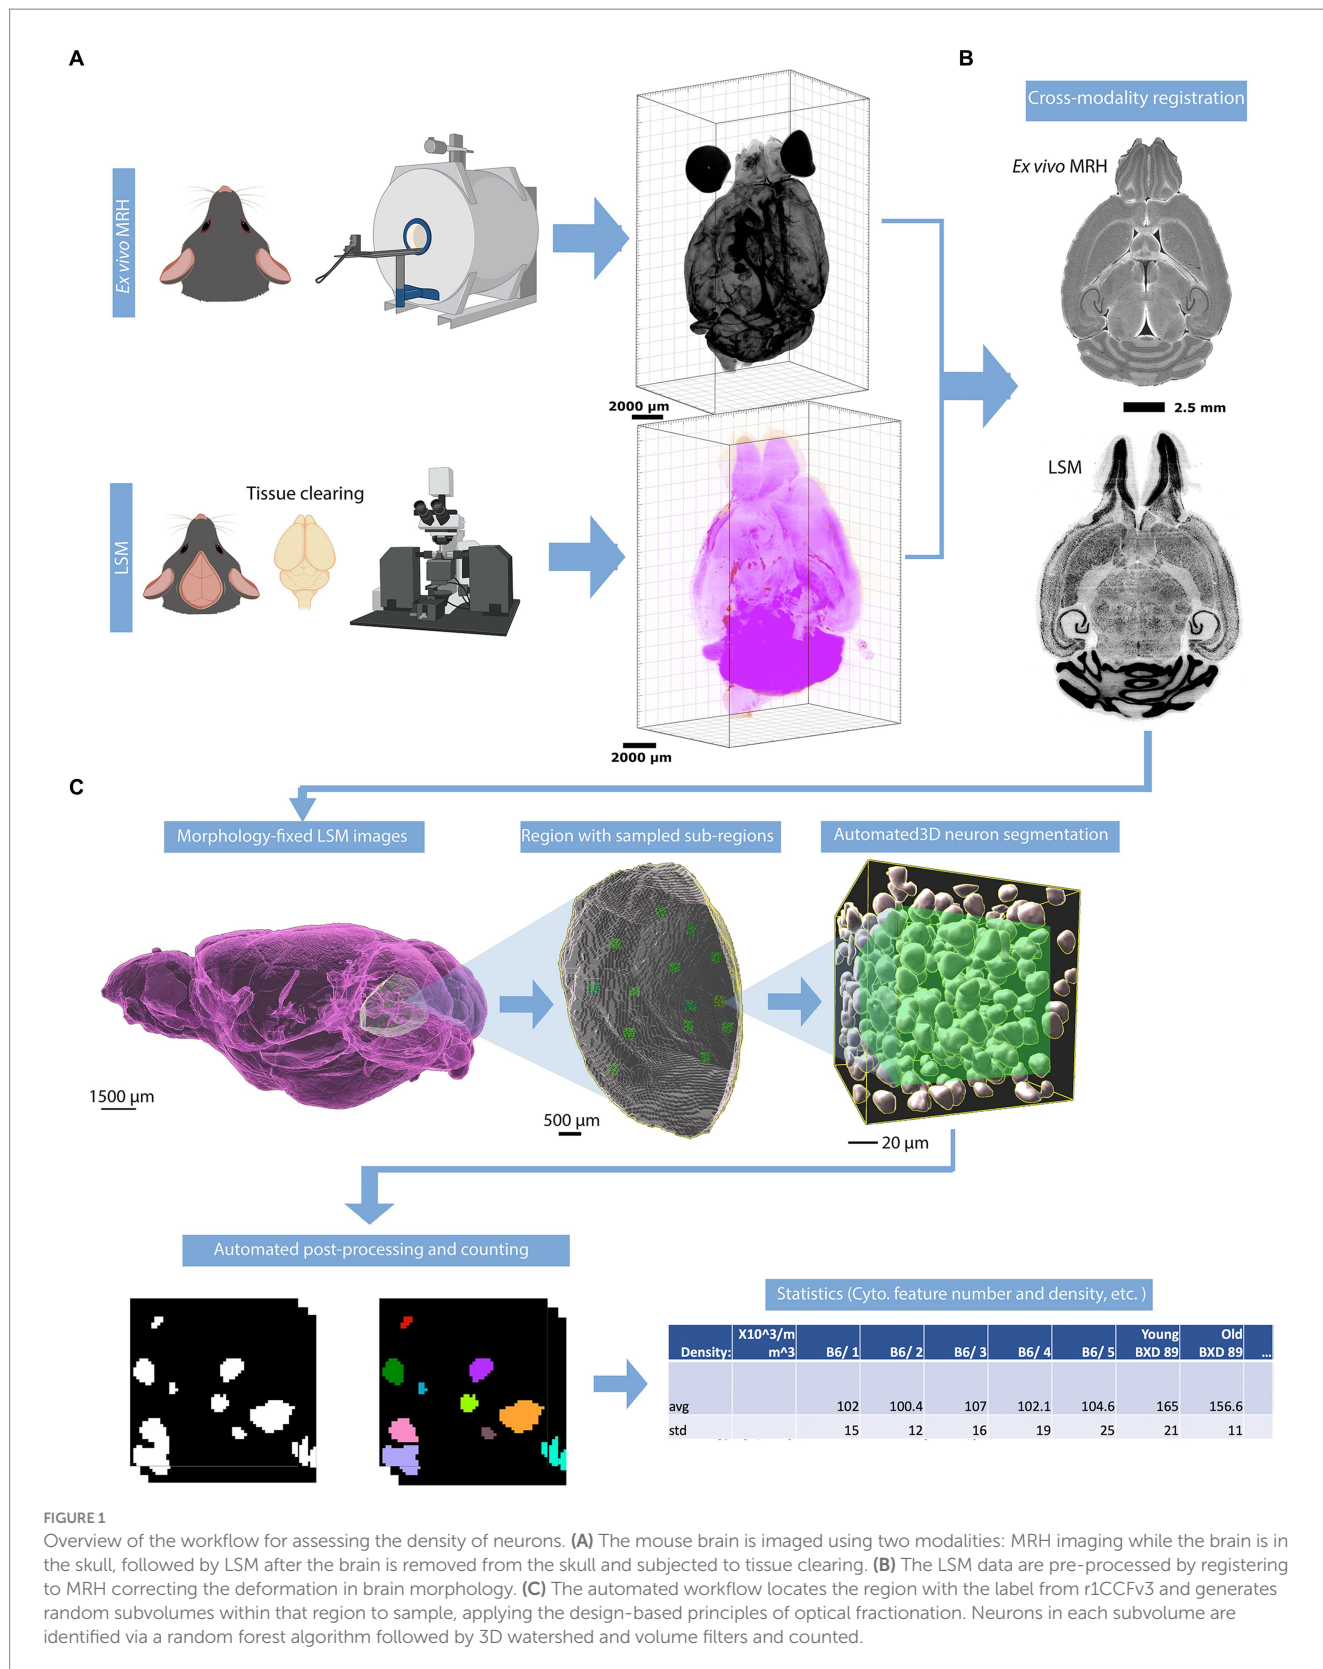 A
B
Cross-modality registration
Ex vivo MRH
Ex vivo MRH
2000 µm
2.5 mm
LSM
Tissue clearing
LSM
2000 µm
C
Morphology-fixed LSM images
Region with sampled sub-regions
Automated3D neuron segmentation
1500 µm
500 µm
20 µm
Automated post-processing and counting
Statistics (Cyto. feature number and density, etc. )
X10^3/m Young Old
Density: m^3 B6/ 1 B6/ 2 B6/ 3 B6/ 4 B6/ 5 BXD 89 BXD 89 ...
avg 102 100.4 107 102.1 104.6 165 156.6
std 15 12 16 19 25 21 11
FIGURE 1
Overview of the workflow for assessing the density of neurons. (A) The mouse brain is imaged using two modalities: MRH imaging while the brain is in
the skull, followed by LSM after the brain is removed from the skull and subjected to tissue clearing. (B) The LSM data are pre-processed by registering
to MRH correcting the deformation in brain morphology. (C) The automated workflow locates the region with the label from r1CCFv3 and generates
random subvolumes within that region to sample, applying the design-based principles of optical fractionation. Neurons in each subvolume are
identified via a random forest algorithm followed by 3D watershed and volume filters and counted.